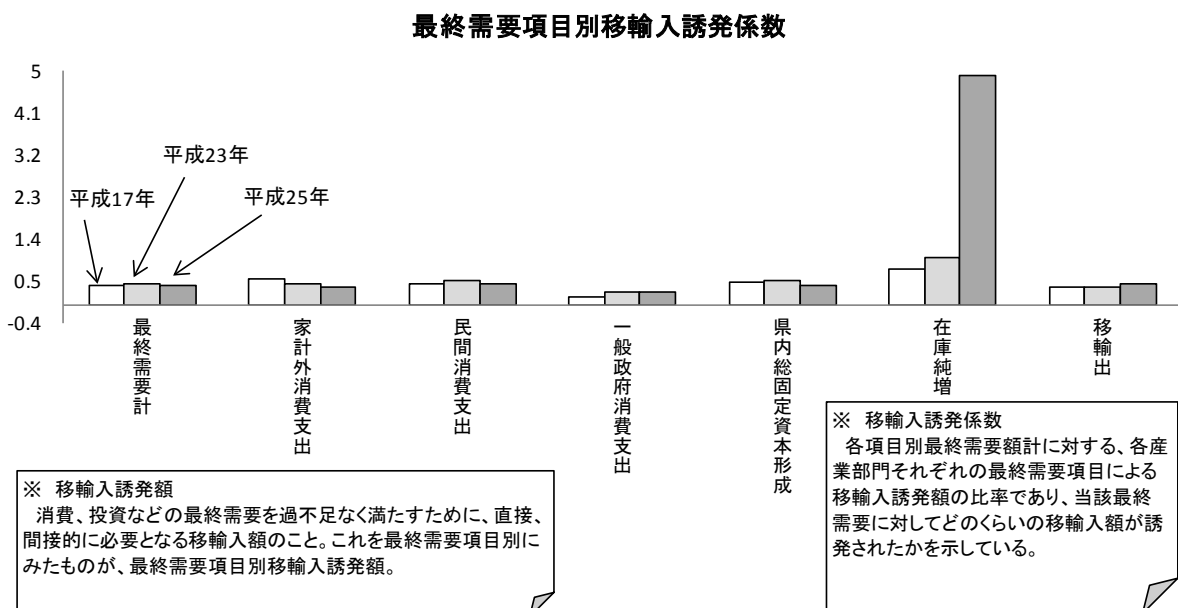 最終需要項目別移輸入誘発係数
5
4.1
3.2
2.3
1.4
0.5
-0.4
平成17年
平成23年
平成25年
最終需要計
家計外消費支出
民間消費支出
一般政府消費支出
県内総固定資本形成
在庫純増
移輸出
※ 移輸入誘発額
消費、投資などの最終需要を過不足なく満たすために、直接、
間接的に必要となる移輸入額のこと。これを最終需要項目別に
みたものが、最終需要項目別移輸入誘発額。
※ 移輸入誘発係数
各項目別最終需要額計に対する、各産
業部門それぞれの最終需要項目による
移輸入誘発額の比率であり、当該最終
需要に対してどのくらいの移輸入額が誘
発されたかを示している。